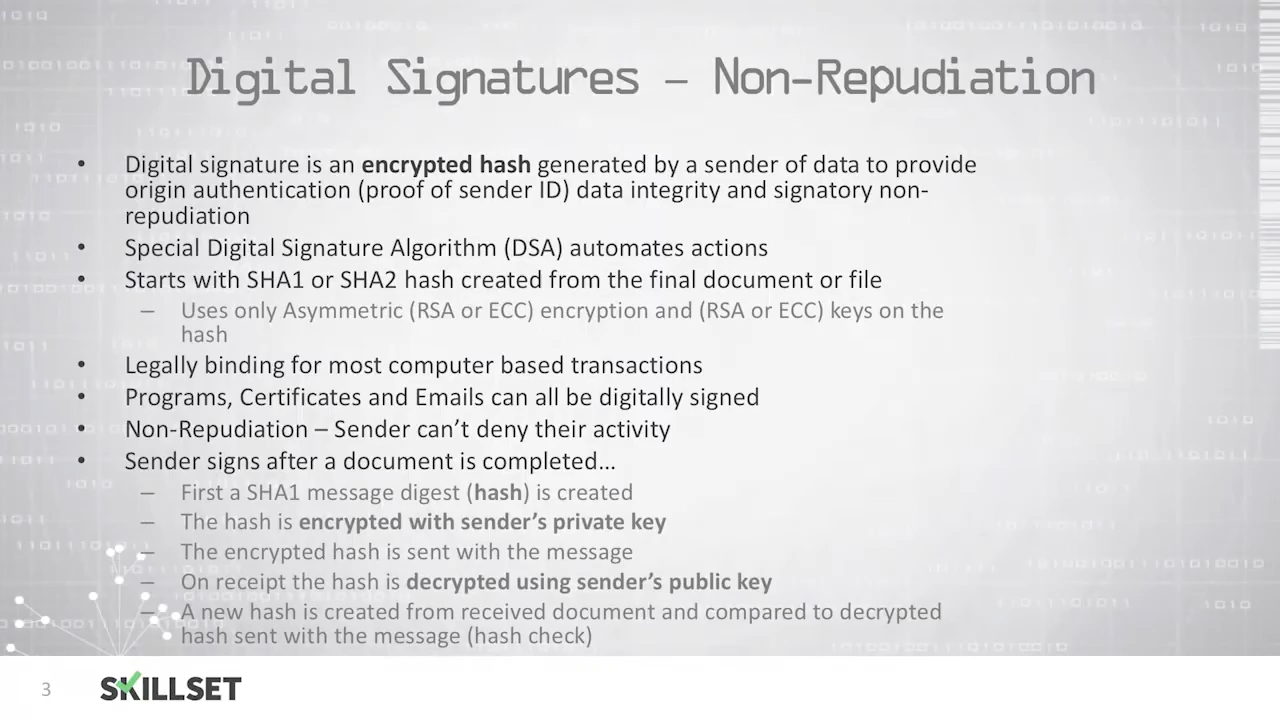 Digital Signatures – Non-Repudiation
• Digital signature is an encrypted hash generated by a sender of data to provide
origin authentication (proof of sender ID) data integrity and signatory non-
repudiation
• Special Digital Signature Algorithm (DSA) automates actions
• Starts with SHA1 or SHA2 hash created from the final document or file
– Uses only Asymmetric (RSA or ECC) encryption and (RSA or ECC) keys on the
hash
• Legally binding for most computer based transactions
• Programs, Certificates and Emails can all be digitally signed
• Non-Repudiation – Sender can’t deny their activity
• Sender signs after a document is completed…
– First a SHA1 message digest (hash) is created
– The hash is encrypted with sender’s private key
– The encrypted hash is sent with the message
– On receipt the hash is decrypted using sender’s public key
– A new hash is created from received document and compared to decrypted
hash sent with the message (hash check)
3
SKILLSET